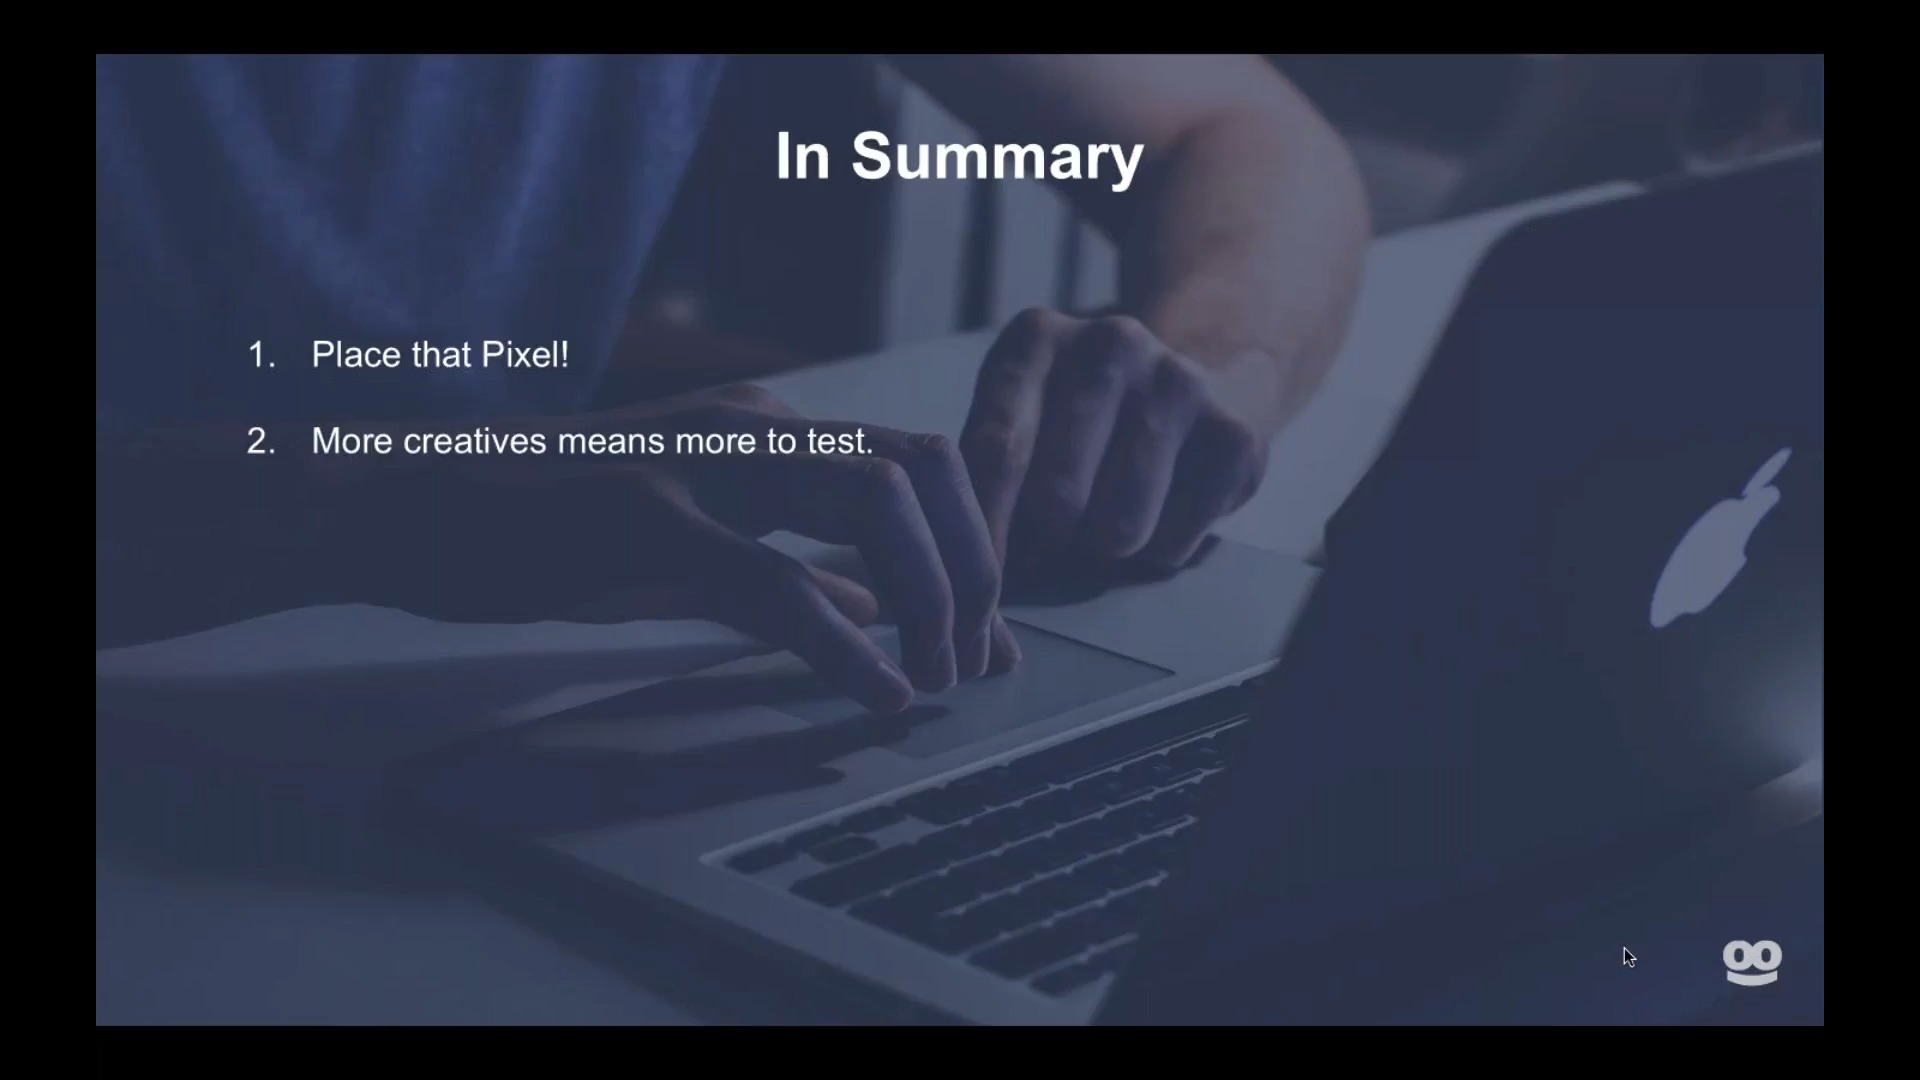 In Summary
1. Place that Pixel!
2. More creatives means more to test.